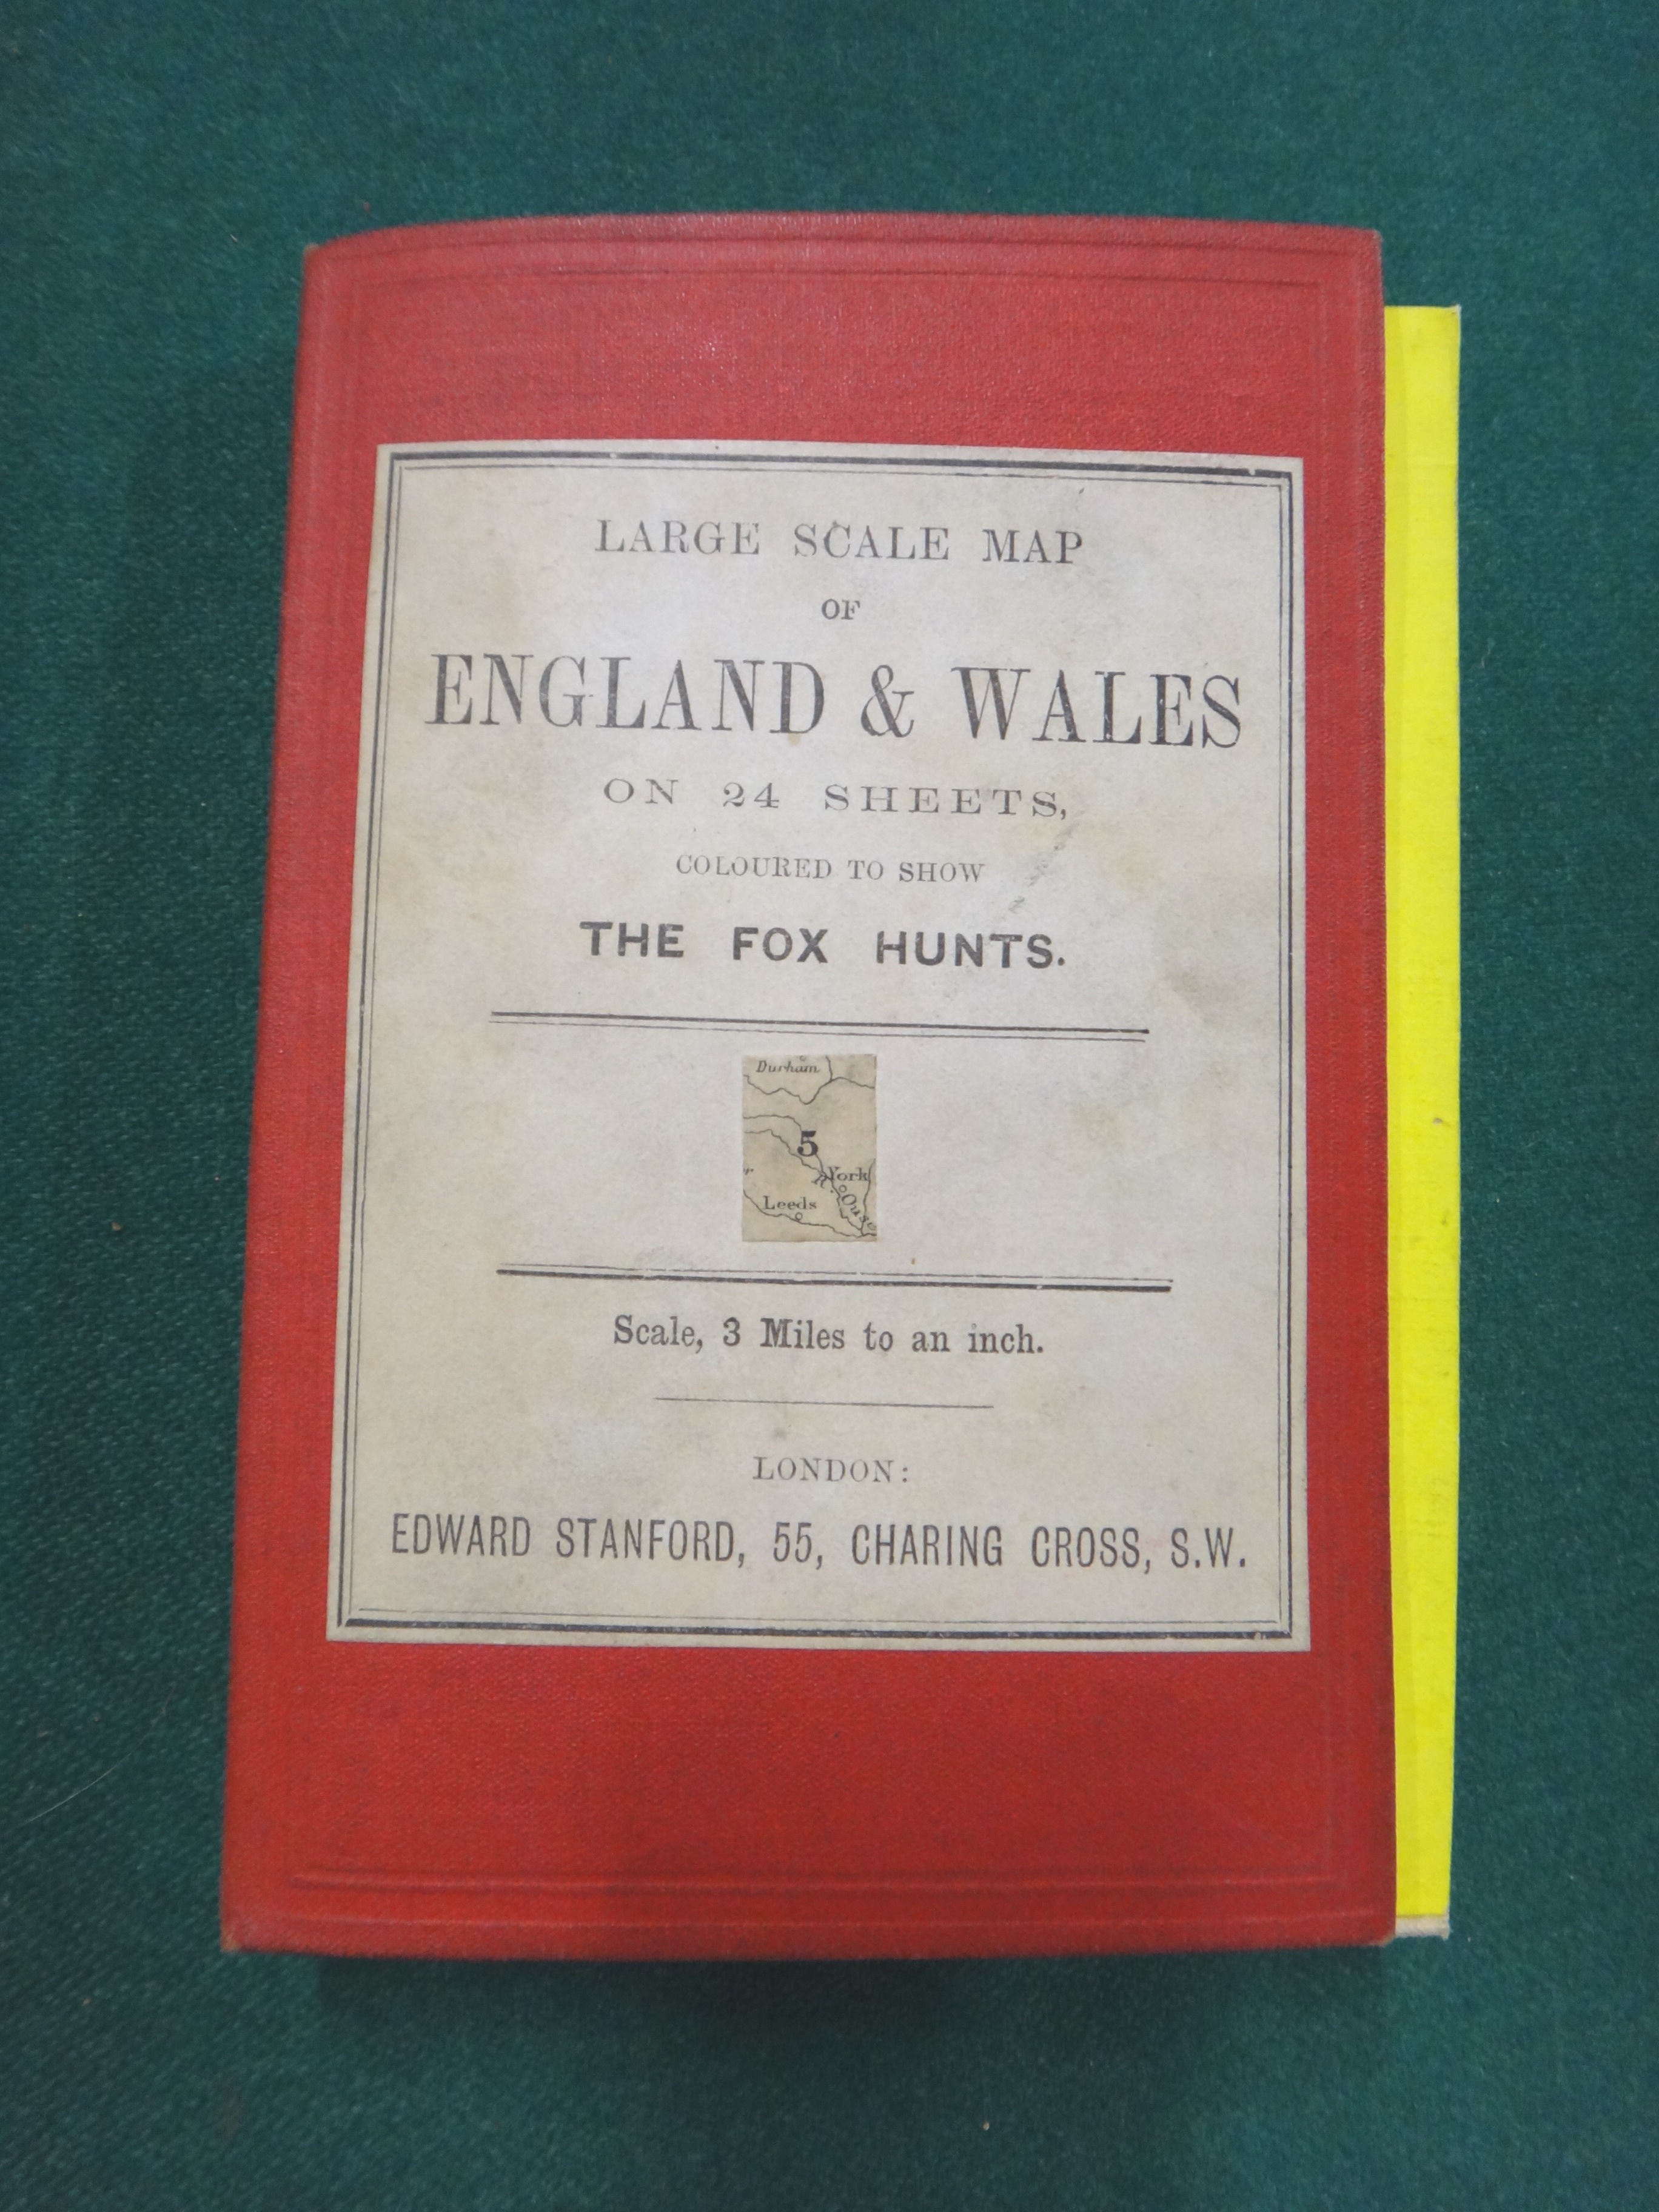 LARGE SCALE MAP
OF
ENGLAND & WALES
ON 24 SHEETS,
COLOURED TO SHOW
THE FOX HUNTS.
Durham
5
York
R. Ouse
Leeds
Scale, 3 Miles to an inch.
LONDON:
EDWARD STANFORD, 55, CHARING CROSS, S.W.